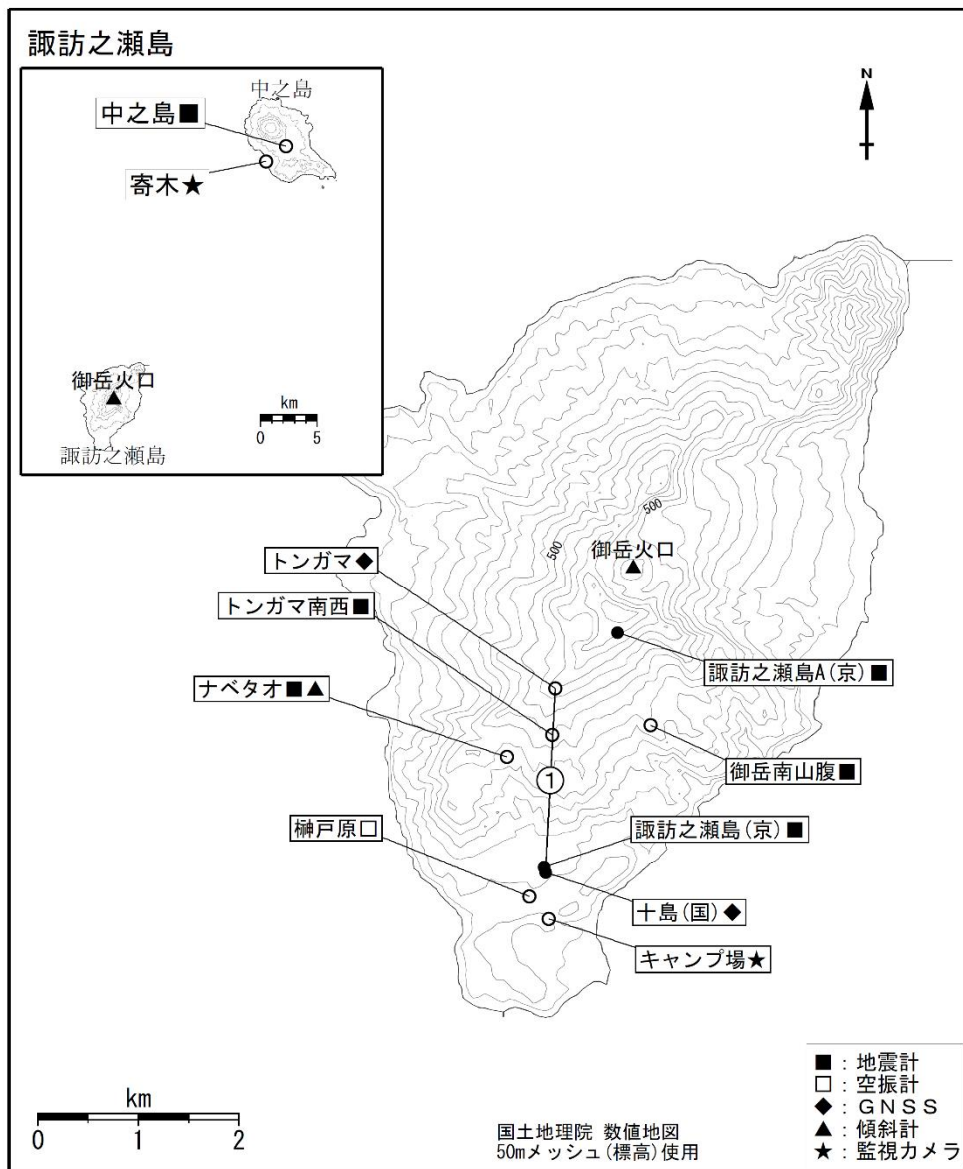 諏訪之瀬島
中之島
中之島■
寄木★
御岳火口
km
0 5
諏訪之瀬島
N
500
500
御岳火口
トンガマ◆
トンガマ南西■
ナベタオ■▲
諏訪之瀬島A(京)■
御岳南山腹■
①
榊戸原□
諏訪之瀬島(京)■
十島(国)◆
キャンプ場★
km
0 1 2
国土地理院 数値地図
50mメッシュ(標高)使用
■：地震計
□：空振計
◆：GNSS
▲：傾斜計
★：監視カメラ